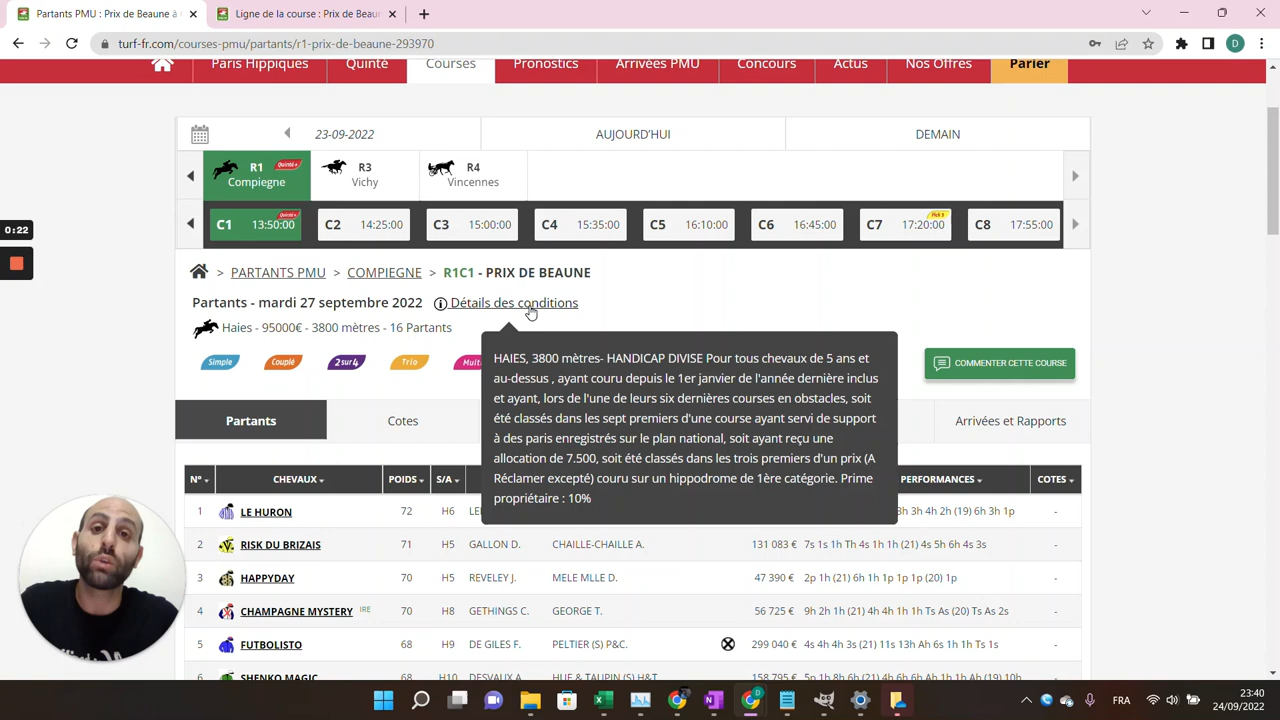 Partants PMU : Prix de Beaune à
Ligne de la course : Prix de Beaun
turf-fr.com/courses-pmu/partants/r1-prix-de-beaune-293970
D
Paris Hippiques
Quinté
Courses
Pronostics
Arrivées PMU
Concours
Actus
Nos Offres
Parier
23-09-2022
AUJOURD'HUI
DEMAIN
R1
Quinté+
Compiegne
R3
Vichy
R4
Vincennes
C1 13:50:00 Quinté+
C2 14:25:00
C3 15:00:00
C4 15:35:00
C5 16:10:00
C6 16:45:00
C7 17:20:00 Pick 5
C8 17:55:00
0:22
> PARTANTS PMU > COMPIEGNE > R1C1 - PRIX DE BEAUNE
Partants - mardi 27 septembre 2022 Détails des conditions
Haies - 95000€ - 3800 mètres - 16 Partants
Simple
Couplé
2sur4
Trio
Mult
HAIES, 3800 mètres- HANDICAP DIVISE Pour tous chevaux de 5 ans et
au-dessus , ayant couru depuis le 1er janvier de l'année dernière inclus
et ayant, lors de l'une de leurs six dernières courses en obstacles, soit
été classés dans les sept premiers d'une course ayant servi de support
à des paris enregistrés sur le plan national, soit ayant reçu une
allocation de 7.500, soit été classés dans les trois premiers d'un prix (A
Réclamer excepté) couru sur un hippodrome de 1ère catégorie. Prime
propriétaire : 10%
COMMENTER CETTE COURSE
Partants
Cotes
Arrivées et Rapports
N° CHEVAUX POIDS S/A PERFORMANCES COTES
1 LE HURON 72 H6 3h 3h 4h 2h (19) 6h 3h 1p -
2 RISK DU BRIZAIS 71 H5 GALLON D. CHAILLE-CHAILLE A. 131 083 € 7s 1s 1h Th 4s 1h 1h (21) 4s 5h 6h 4s 3s -
3 HAPPYDAY 70 H5 REVELEY J. MELE MLLE D. 47 390 € 2p 1h (21) 6h 1h 1p 1p 1p (20) 1p -
4 CHAMPAGNE MYSTERY IRE 70 H8 GETHINGS C. GEORGE T. 56 725 € 9h 2h 1h (21) 4h 4h 1h 1h Ts As (20) Ts As 2s -
5 FUTBOLISTO 68 H9 DE GILES F. PELTIER (S) P&C. 299 040 € 4s 4h 4h 3s (21) 11s 13h Ah 6s 1h 1h Ts 1s -
6 SHENKO MAGIC 68 H10 DESVAUX A. HUE & TAUPIN (S) H&T 158 795 €
FRA
23:40
24/09/2022